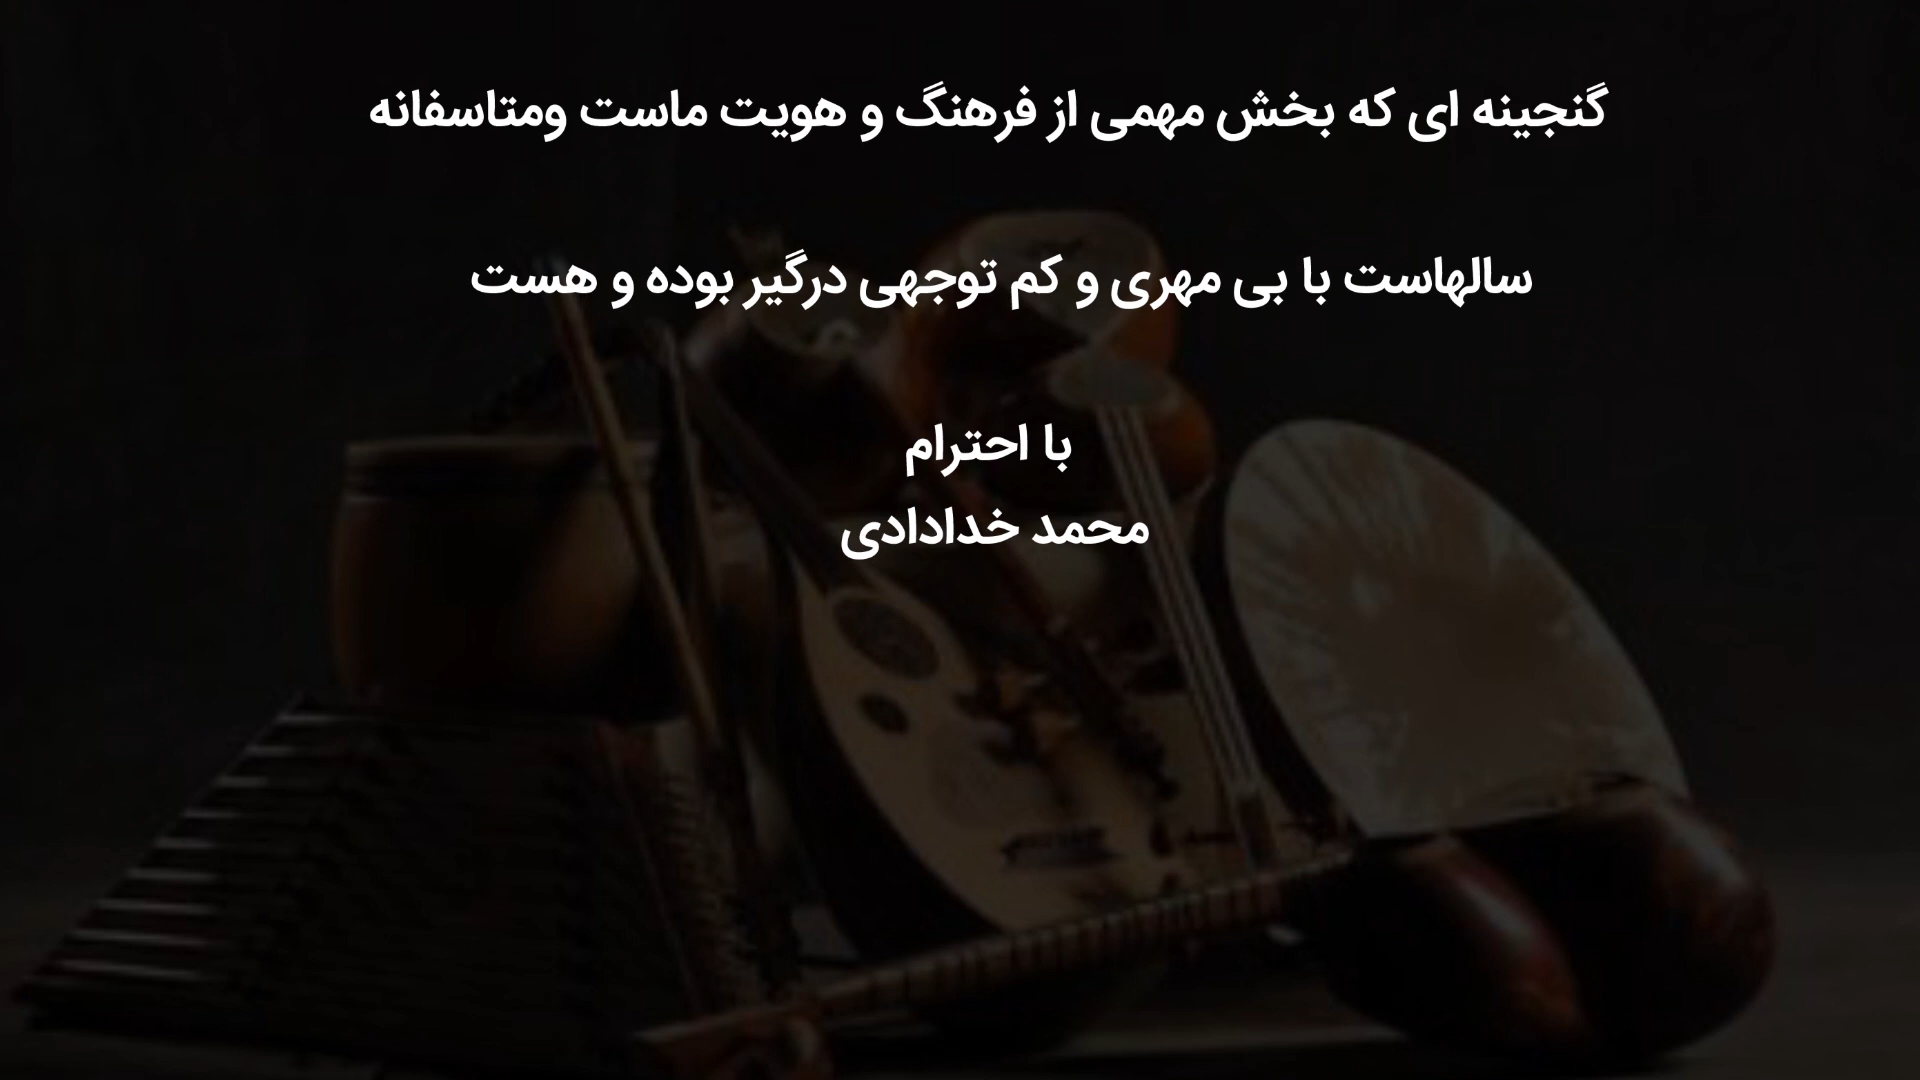 گنجینه ای که بخش مهمی از فرهنگ و هویت ماست ومتاسفانه
سالهاست با بی مهری و کم توجهی درگیر بوده و هست
با احترام
محمد خدادادی